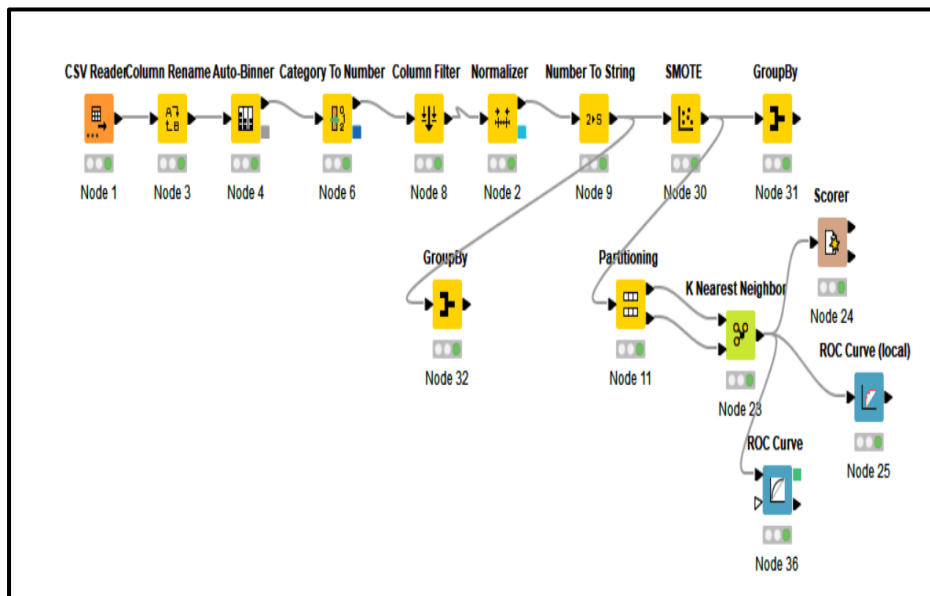 CSV Reader Column Rename Auto-Binner Category To Number Column Filter Normalizer Number To String SMOTE GroupBy
A B
2 S
Node 1 Node 3 Node 4 Node 6 Node 8 Node 2 Node 9 Node 30 Node 31
Scorer
GroupBy Partitioning
K Nearest Neighbor
Node 24
ROC Curve (local)
Node 32 Node 11
Node 23
ROC Curve
Node 25
Node 36